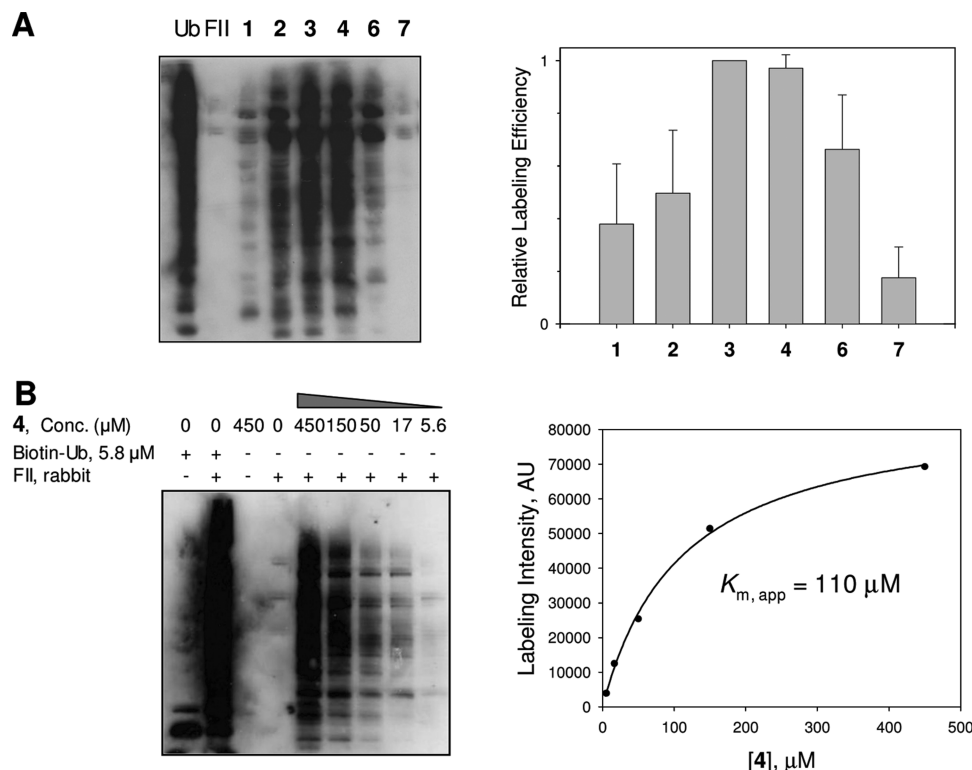 A
Ub FII 1 2 3 4 6 7
Relative Labeling Efficiency
1
0
1 2 3 4 6 7
B
4, Conc. (μM) 0 0 450 0 450 150 50 17 5.6
Biotin-Ub, 5.8 μM + + - - - - - - -
FII, rabbit - + - + + + + + +
Labeling Intensity, AU
80000
70000
60000
50000
40000
30000
20000
10000
0
Km, app = 110 μM
0 100 200 300 400 500
[4], μM